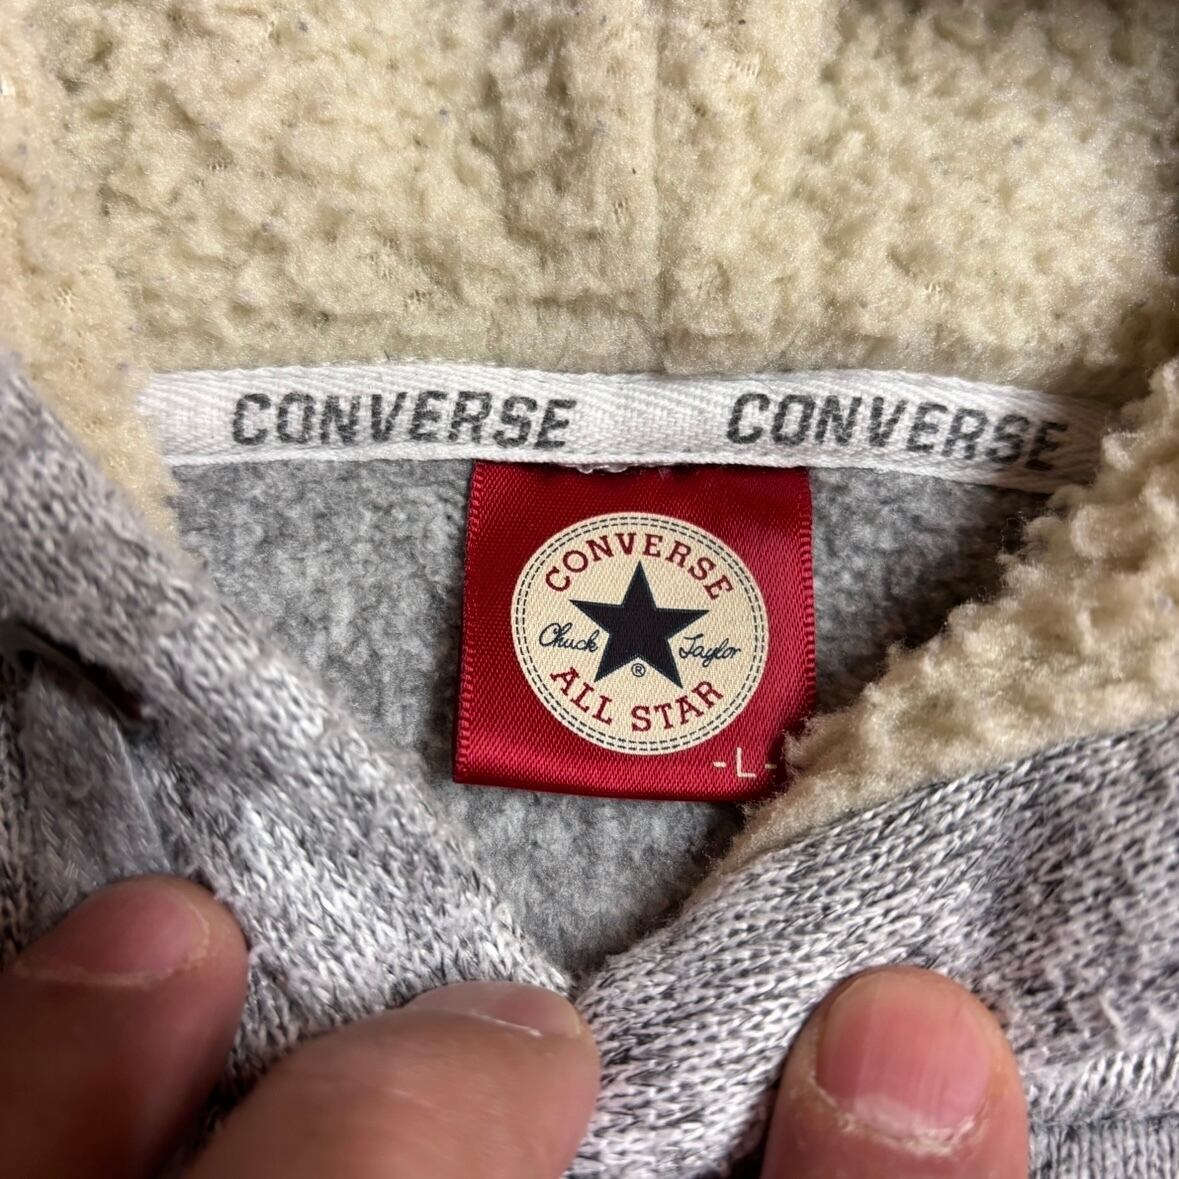 CONVERSE CONVERSE
CONVERSE
Chuck Taylor
®
ALL STAR
-L-